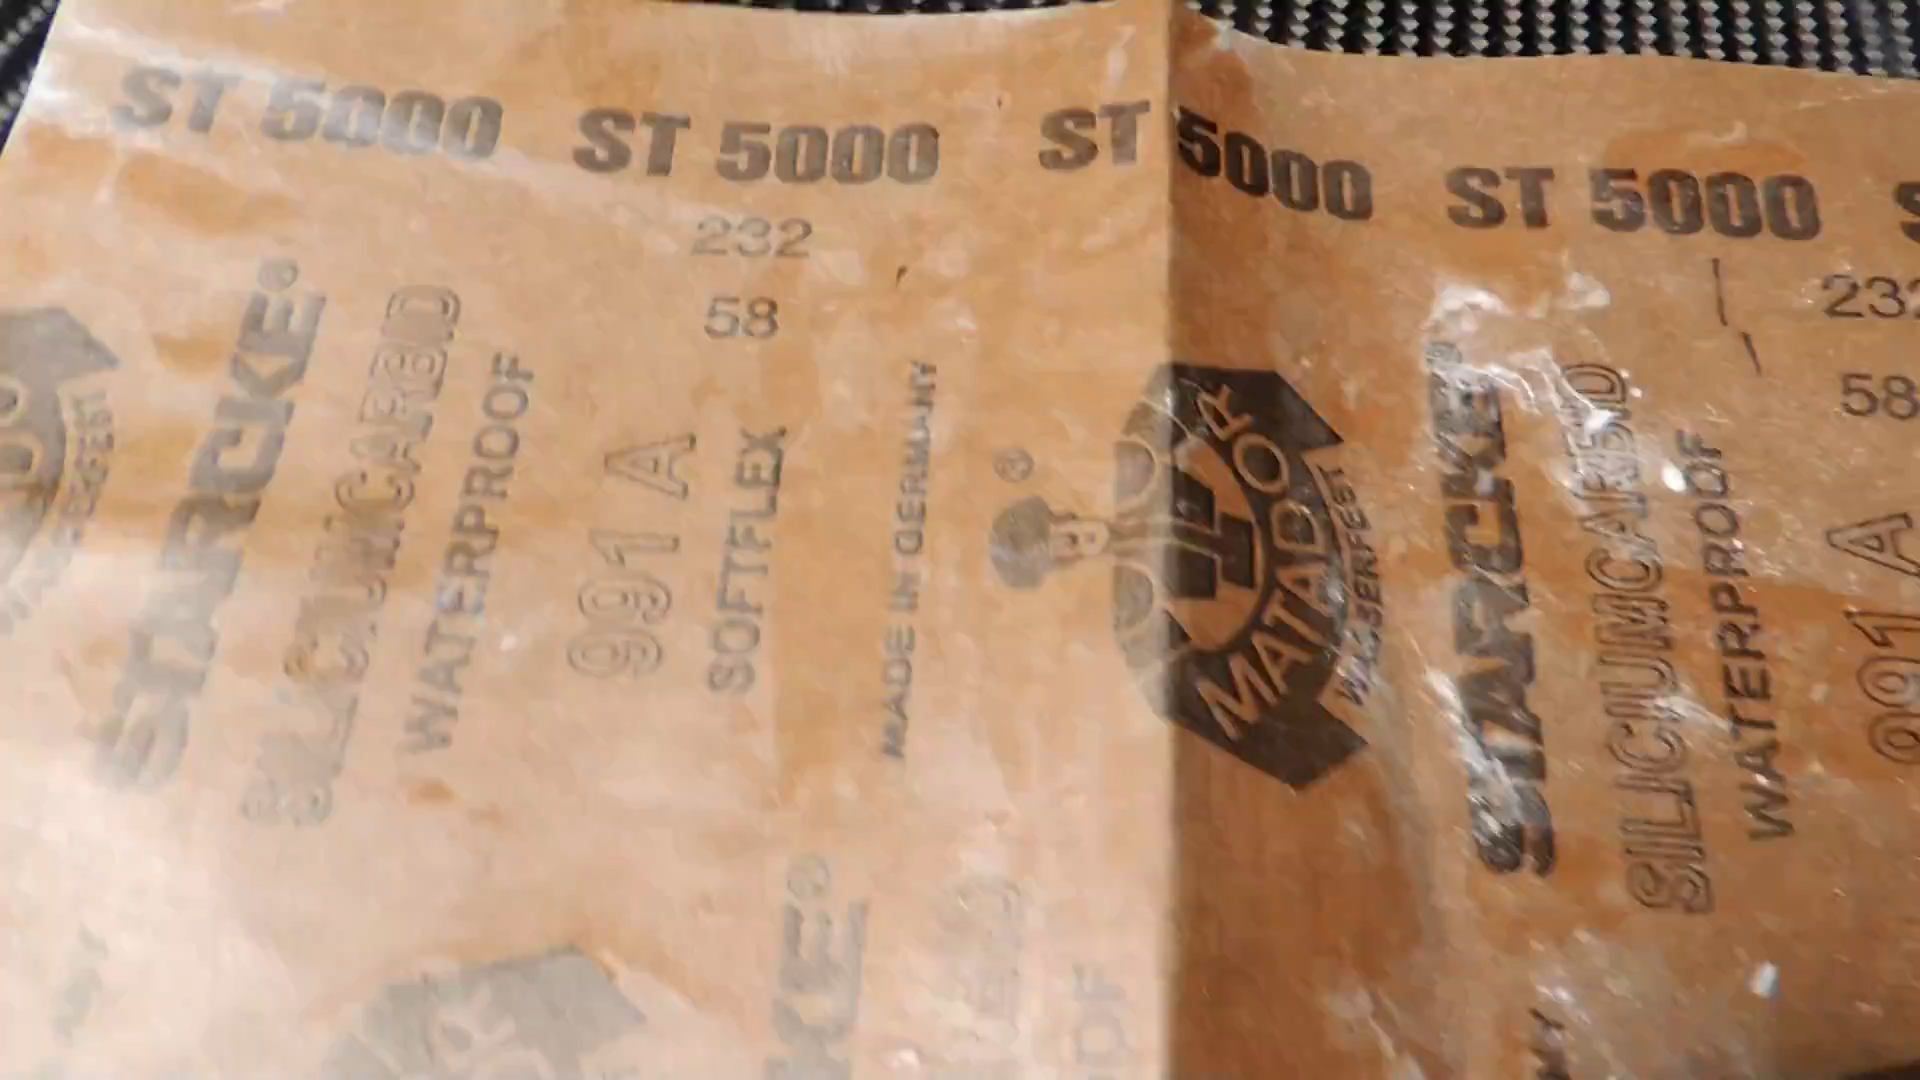 ST 5000 ST 5000 ST 5000 ST 5000
232
58
STARCKE®
SILICIUMCARBID
WATERPROOF
991 A
SOFTFLEX
MADE IN GERMANY
®
MATADOR
WASSERFEST
STARCKE®
SILICIUMCARBID
WATERPROOF
991 A
232
58